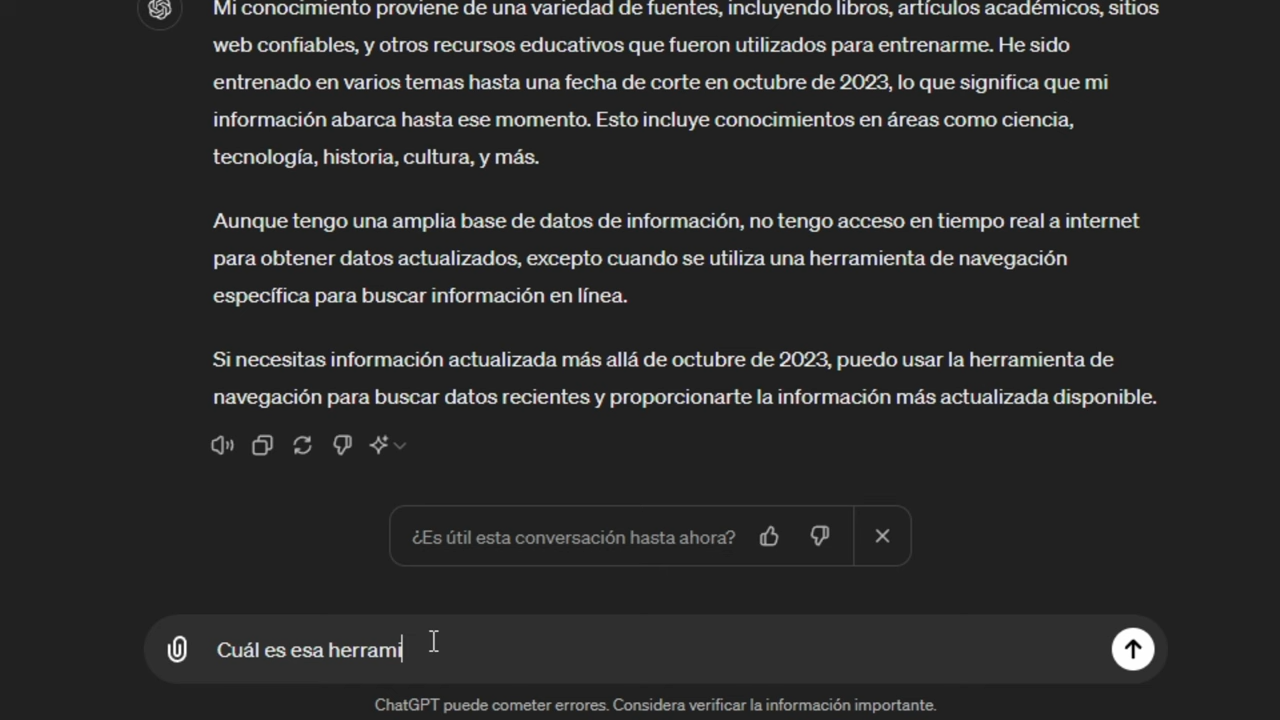 Mi conocimiento proviene de una variedad de fuentes, incluyendo libros, artículos académicos, sitios
web confiables, y otros recursos educativos que fueron utilizados para entrenarme. He sido
entrenado en varios temas hasta una fecha de corte en octubre de 2023, lo que significa que mi
información abarca hasta ese momento. Esto incluye conocimientos en áreas como ciencia,
tecnología, historia, cultura, y más.
Aunque tengo una amplia base de datos de información, no tengo acceso en tiempo real a internet
para obtener datos actualizados, excepto cuando se utiliza una herramienta de navegación
específica para buscar información en línea.
Si necesitas información actualizada más allá de octubre de 2023, puedo usar la herramienta de
navegación para buscar datos recientes y proporcionarte la información más actualizada disponible.
¿Es útil esta conversación hasta ahora?
Cuál es esa herrami
ChatGPT puede cometer errores. Considera verificar la información importante.